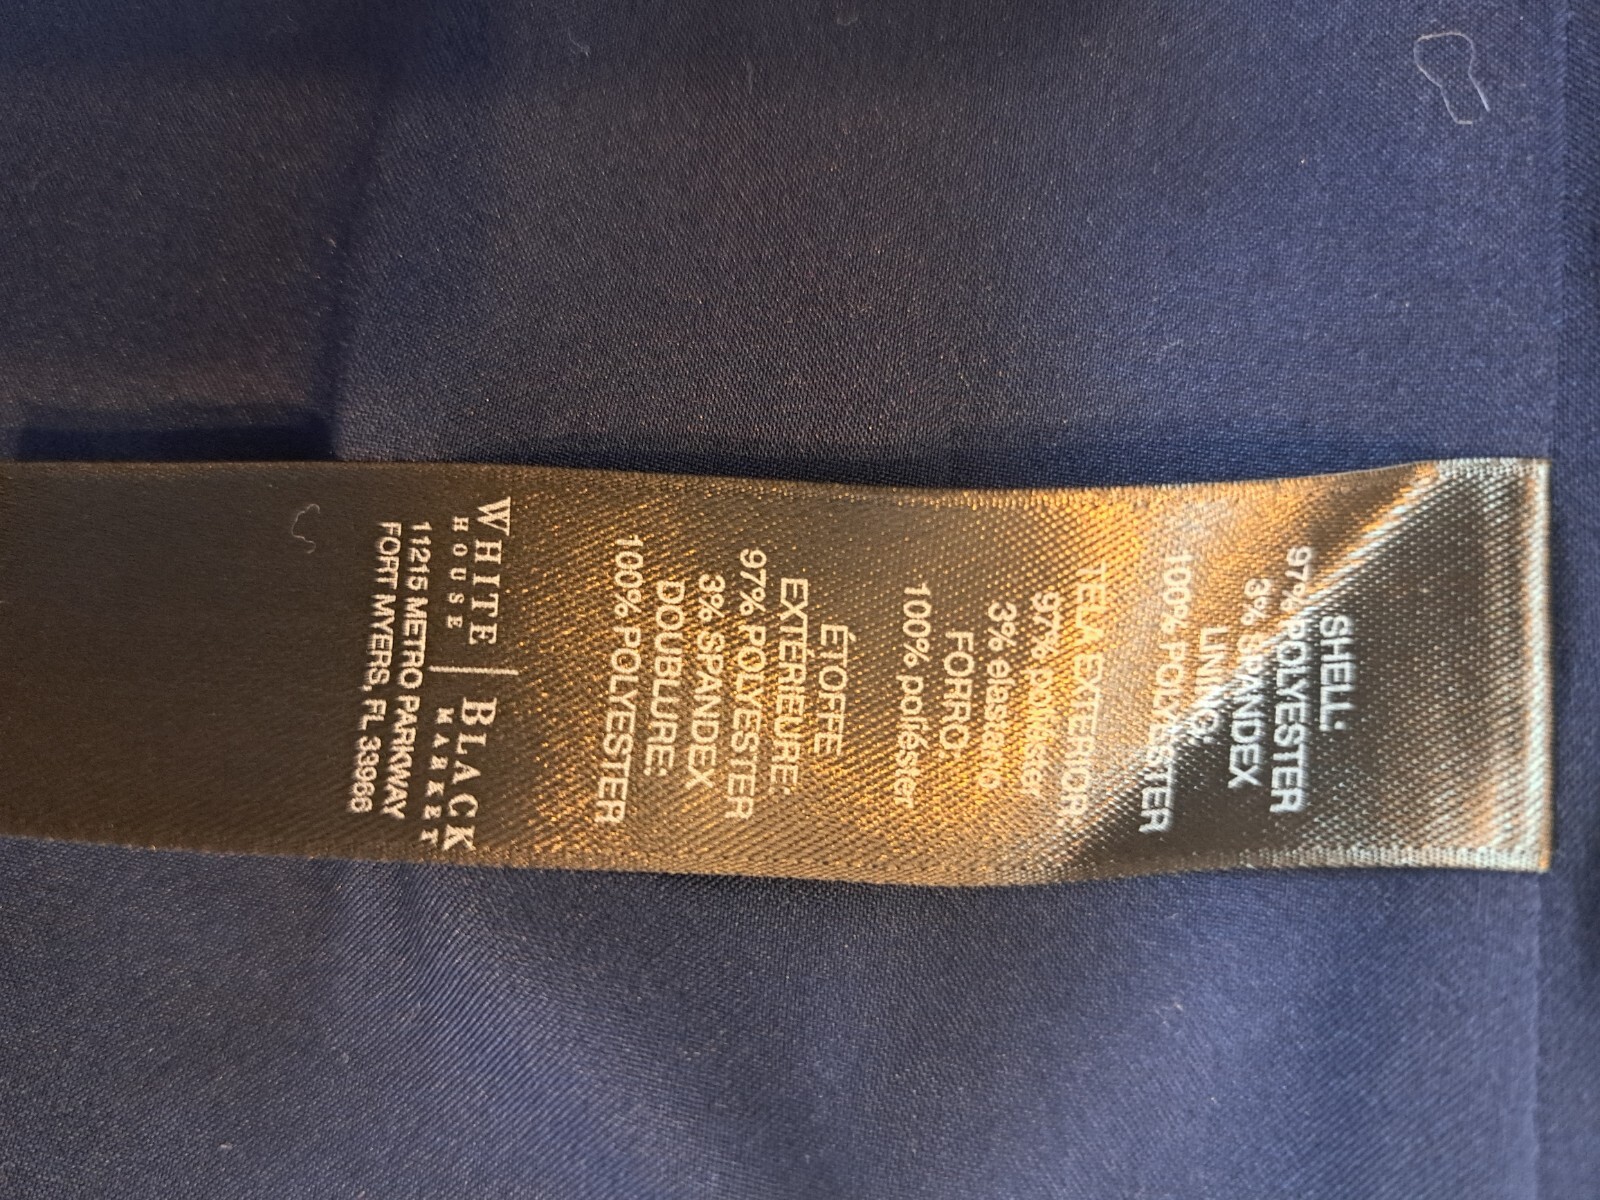 SHELL:
97% POLYESTER
3% SPANDEX
LINING:
100% POLYESTER
TELA EXTERIOR:
97% poliéster
3% elastano
FORRO:
100% poliéster
ÉTOFFE
EXTÉRIEURE:
97% POLYESTER
3% SPANDEX
DOUBLURE:
100% POLYESTER
WHITE | BLACK
HOUSE MARKET
11215 METRO PARKWAY
FORT MYERS, FL 33966